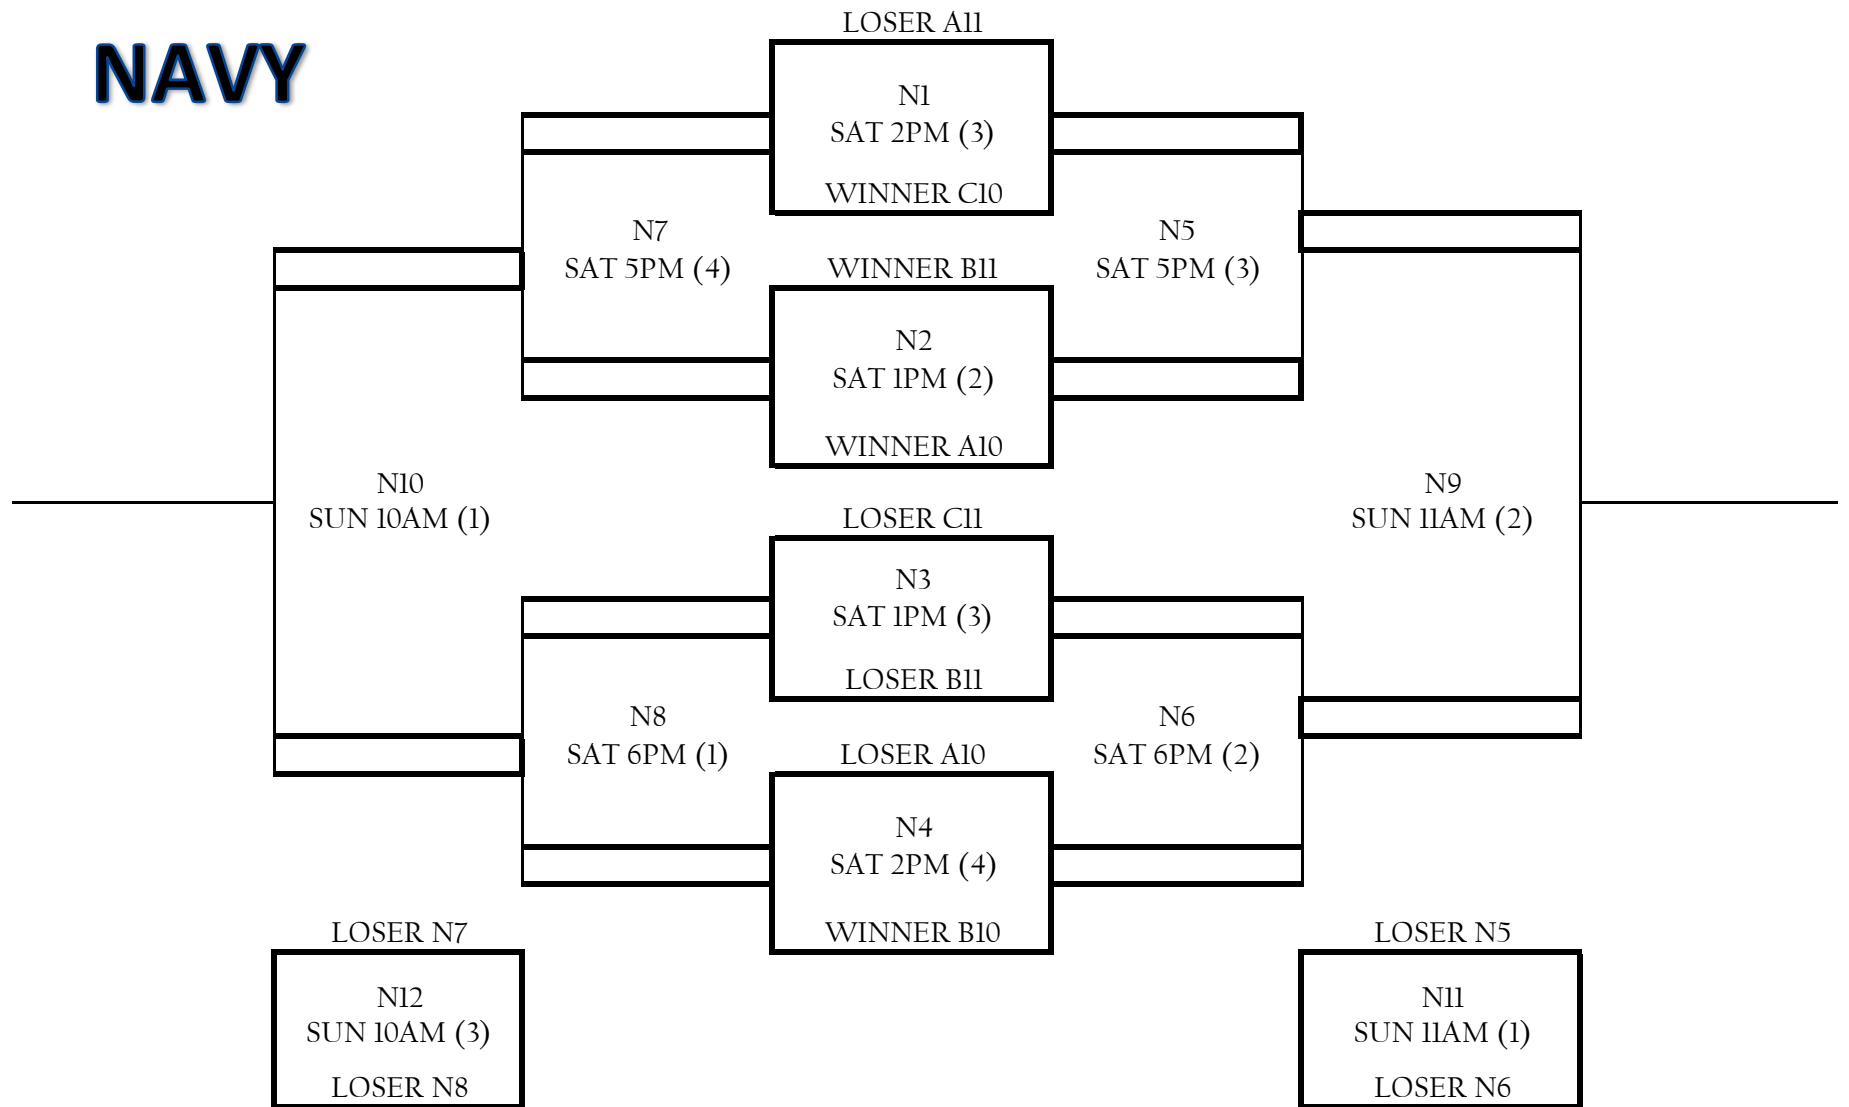 NAVY
LOSER A11
N1
SAT 2PM (3)
WINNER C10
N7
SAT 5PM (4)
N5
SAT 5PM (3)
WINNER B11
N2
SAT 1PM (2)
WINNER A10
N10
SUN 10AM (1)
N9
SUN 11AM (2)
LOSER C11
N3
SAT 1PM (3)
LOSER B11
N8
SAT 6PM (1)
N6
SAT 6PM (2)
LOSER A10
N4
SAT 2PM (4)
WINNER B10
LOSER N7
N12
SUN 10AM (3)
LOSER N8
LOSER N5
N11
SUN 11AM (1)
LOSER N6